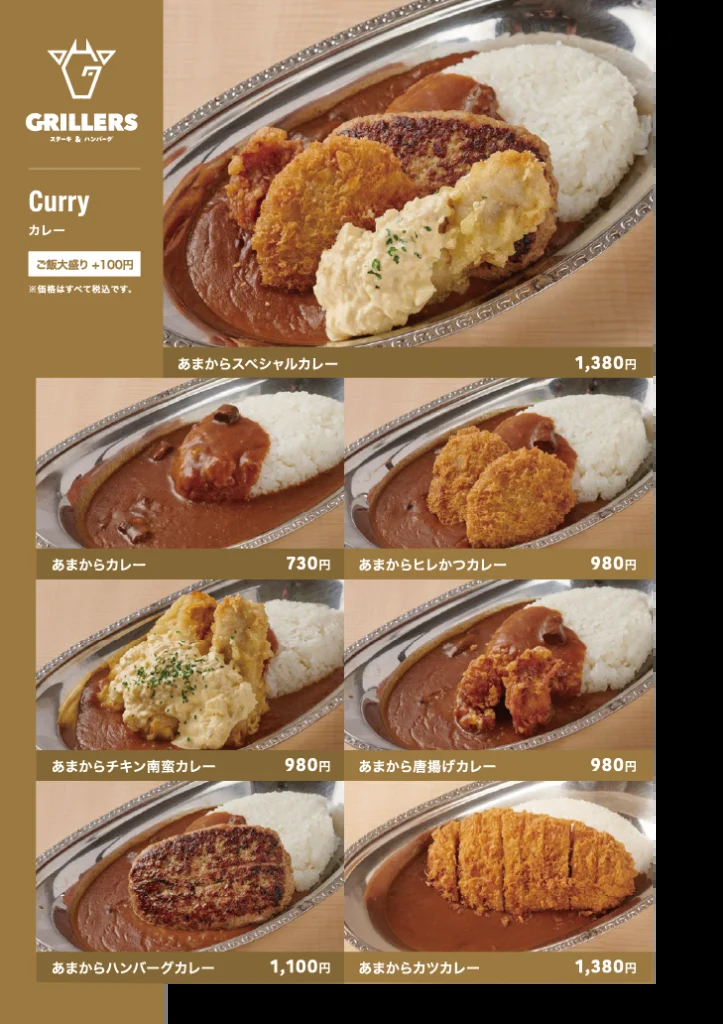 GRILLERS
ステーキ & ハンバーグ
Curry
カレー
ご飯大盛り +100円
※価格はすべて税込です。
あまからスペシャルカレー 1,380円
あまからカレー 730円
あまからヒレかつカレー 980円
あまからチキン南蛮カレー 980円
あまから唐揚げカレー 980円
あまからハンバーグカレー 1,100円
あまからカツカレー 1,380円